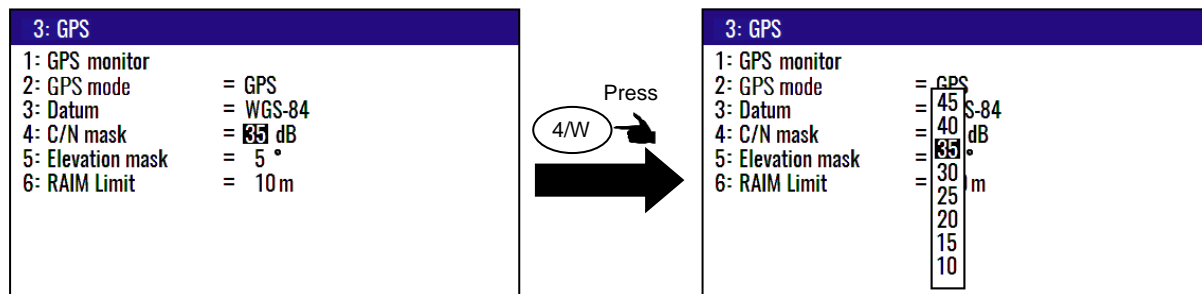 3: GPS
1: GPS monitor
2: GPS mode = GPS
3: Datum = WGS-84
4: C/N mask = 35 dB
5: Elevation mask = 5 °
6: RAIM Limit = 10 m
Press
4/W
3: GPS
1: GPS monitor
2: GPS mode = GPS
3: Datum = S-84
4: C/N mask = dB
5: Elevation mask = °
6: RAIM Limit = m
45
40
35
30
25
20
15
10